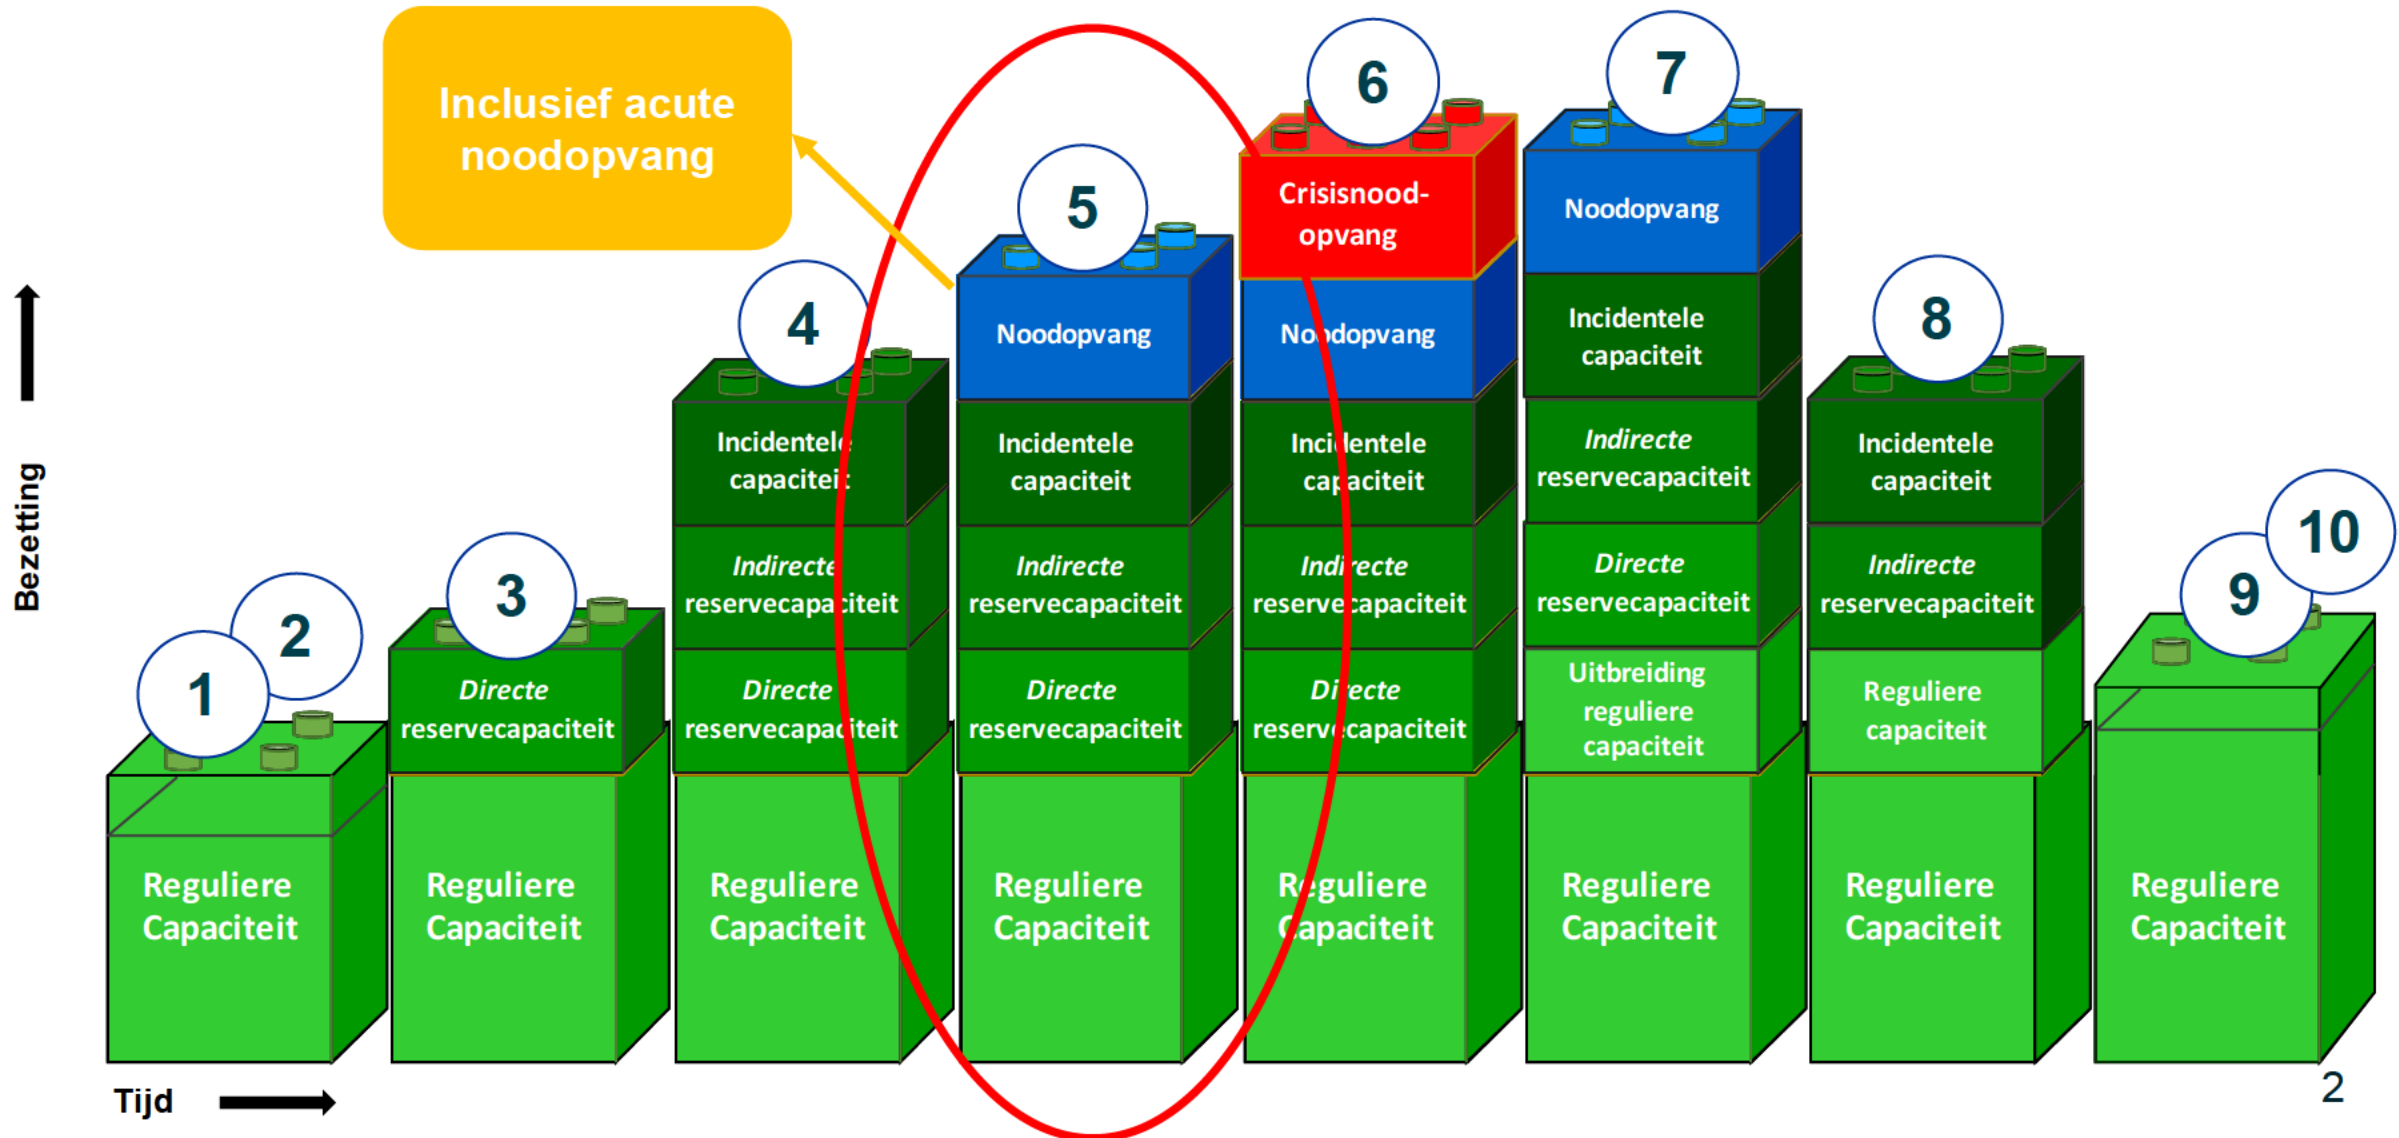 Inclusief acute
noodopvang
Bezetting
Tijd
1
2
Reguliere
Capaciteit
3
Directe
reservecapaciteit
Reguliere
Capaciteit
4
Incidentele
capaciteit
Indirecte
reservecapaciteit
Directe
reservecapaciteit
Reguliere
Capaciteit
5
Noodopvang
Incidentele
capaciteit
Indirecte
reservecapaciteit
Directe
reservecapaciteit
Reguliere
Capaciteit
6
Crisisnood-
opvang
Noodopvang
Incidentele
capaciteit
Indirecte
reservecapaciteit
Directe
reservecapaciteit
Reguliere
Capaciteit
7
Noodopvang
Incidentele
capaciteit
Indirecte
reservecapaciteit
Directe
reservecapaciteit
Uitbreiding
reguliere
capaciteit
Reguliere
Capaciteit
8
Incidentele
capaciteit
Indirecte
reservecapaciteit
Reguliere
capaciteit
Reguliere
Capaciteit
9
10
Reguliere
Capaciteit
2